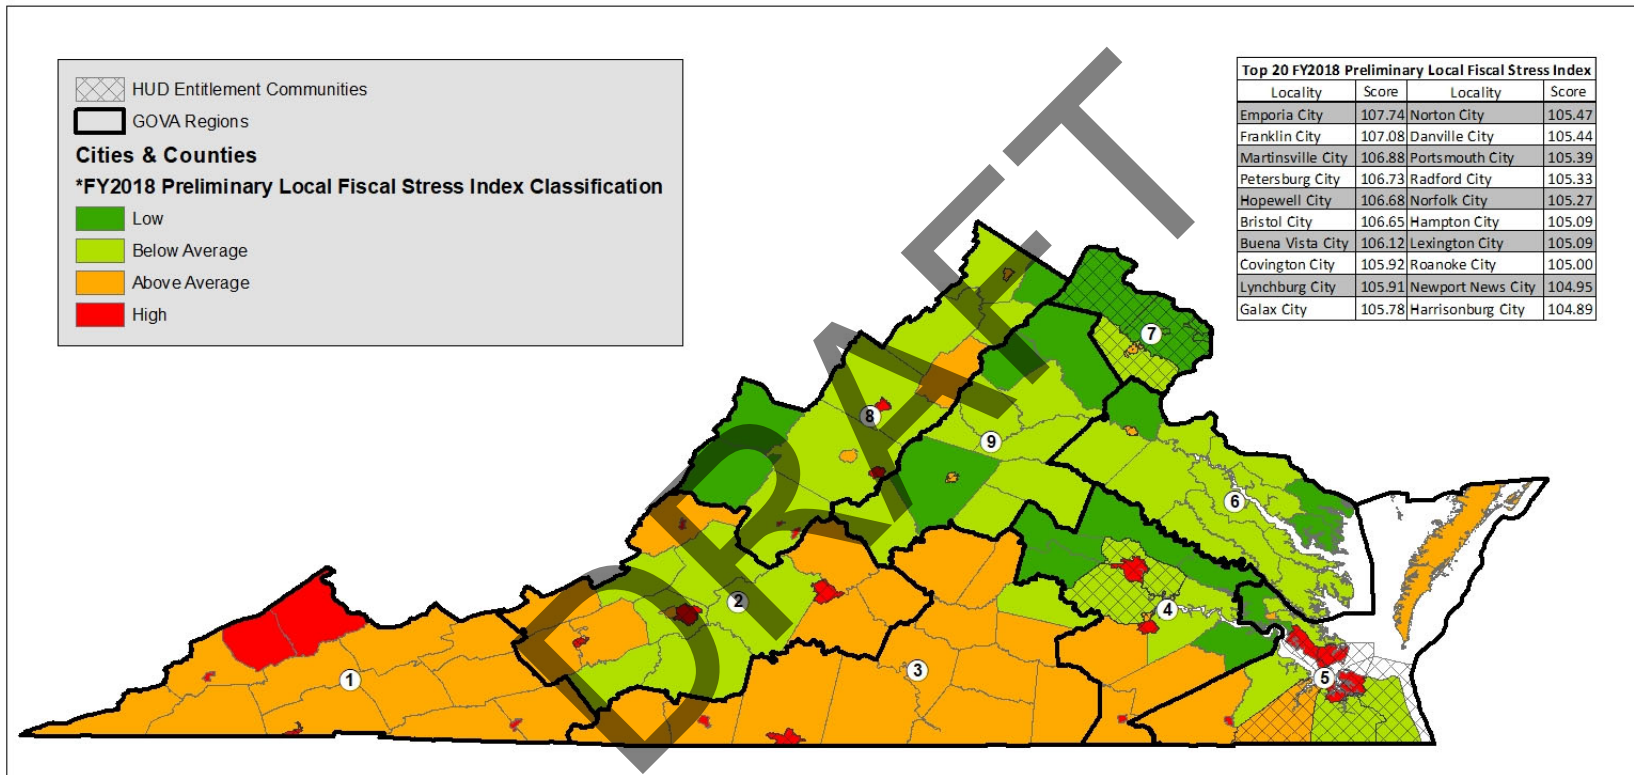 HUD Entitlement Communities
GOVA Regions
Cities & Counties
*FY2018 Preliminary Local Fiscal Stress Index Classification
Low
Below Average
Above Average
High
Top 20 FY2018 Preliminary Local Fiscal Stress Index
Locality Score Locality Score
Emporia City 107.74 Norton City 105.47
Franklin City 107.08 Danville City 105.44
Martinsville City 106.88 Portsmouth City 105.39
Petersburg City 106.73 Radford City 105.33
Hopewell City 106.68 Norfolk City 105.27
Bristol City 106.65 Hampton City 105.09
Buena Vista City 106.12 Lexington City 105.09
Covington City 105.92 Roanoke City 105.00
Lynchburg City 105.91 Newport News City 104.95
Galax City 105.78 Harrisonburg City 104.89
DRAFT
7
8
9
6
2
4
1
3
5